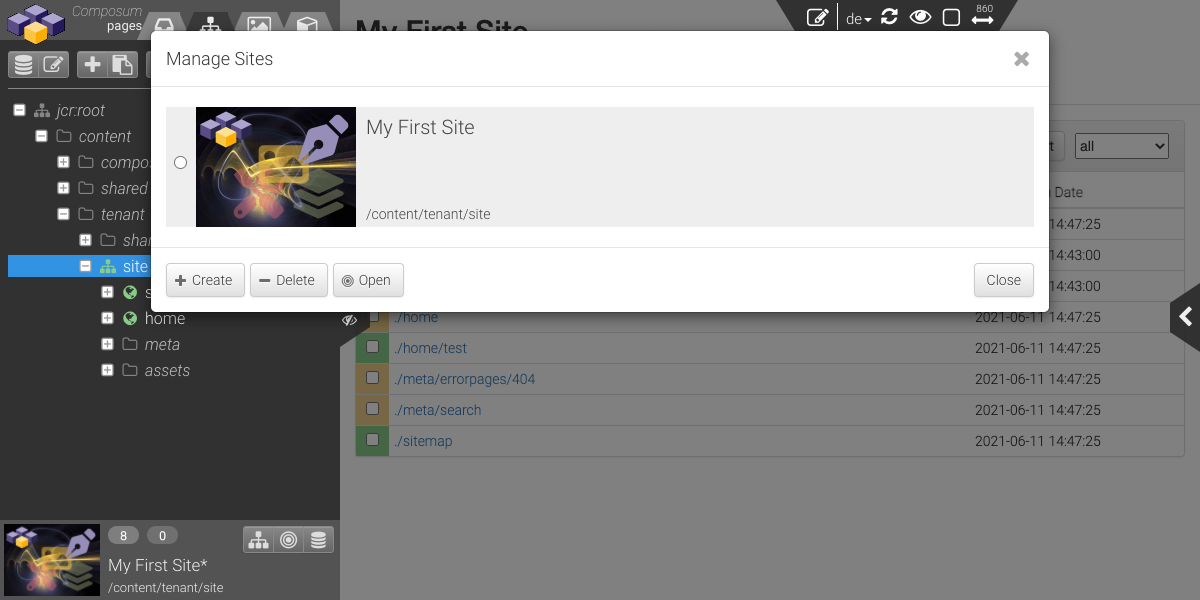 Composum
pages
My First Site
de
860
Manage Sites
My First Site
/content/tenant/site
Create
Delete
Open
Close
jcr:root
content
shared
tenant
site
home
meta
assets
all
Date
14:47:25
14:43:00
14:43:00
./home 2021-06-11 14:47:25
./home/test 2021-06-11 14:47:25
./meta/errorpages/404 2021-06-11 14:47:25
./meta/search 2021-06-11 14:47:25
./sitemap 2021-06-11 14:47:25
8 0
My First Site*
/content/tenant/site